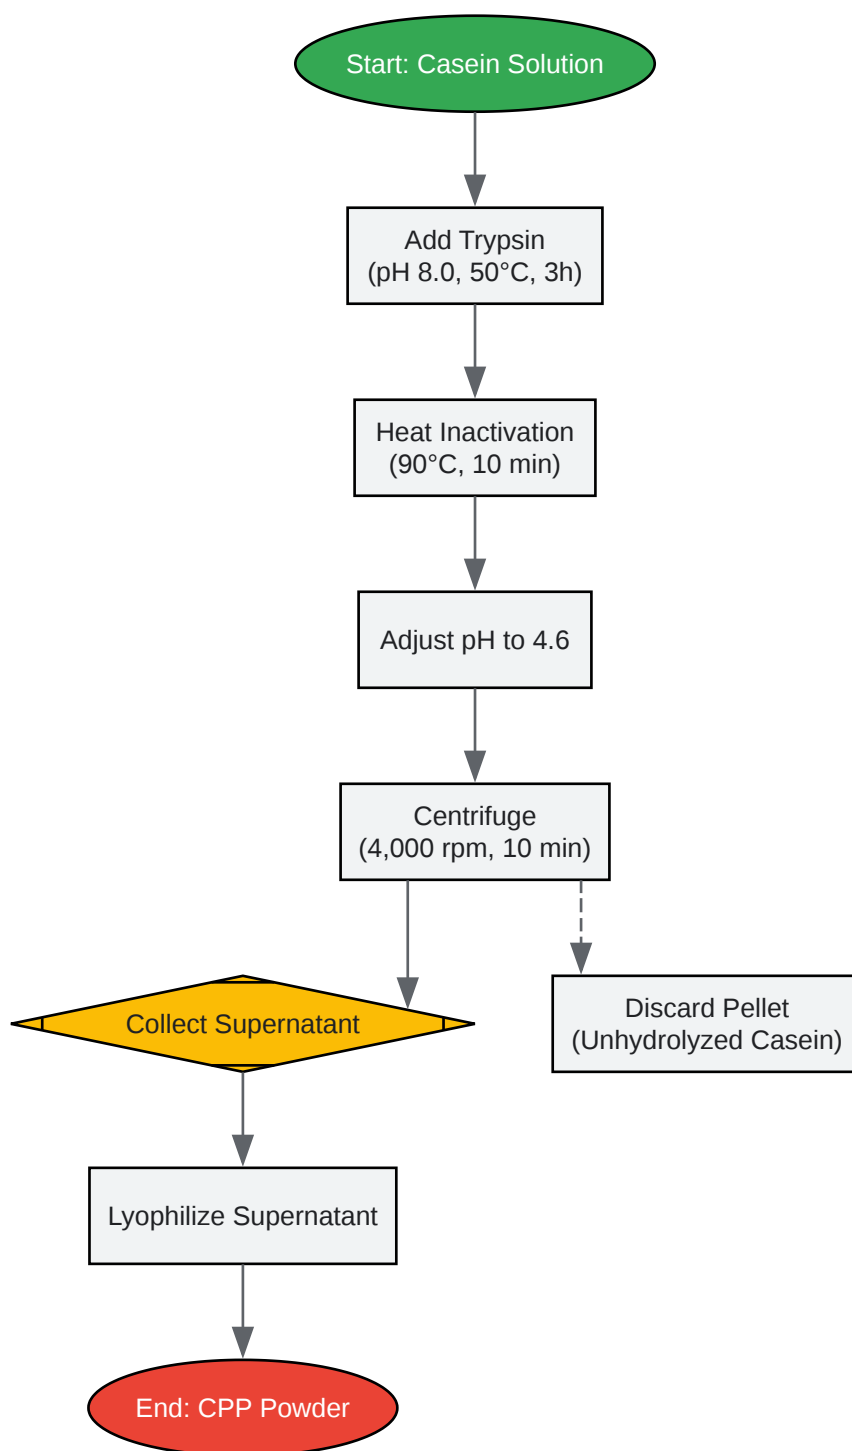 Start: Casein Solution
Add Trypsin
(pH 8.0, 50°C, 3h)
Heat Inactivation
(90°C, 10 min)
Adjust pH to 4.6
Centrifuge
(4,000 rpm, 10 min)
Collect Supernatant
Discard Pellet
(Unhydrolyzed Casein)
Lyophilize Supernatant
End: CPP Powder